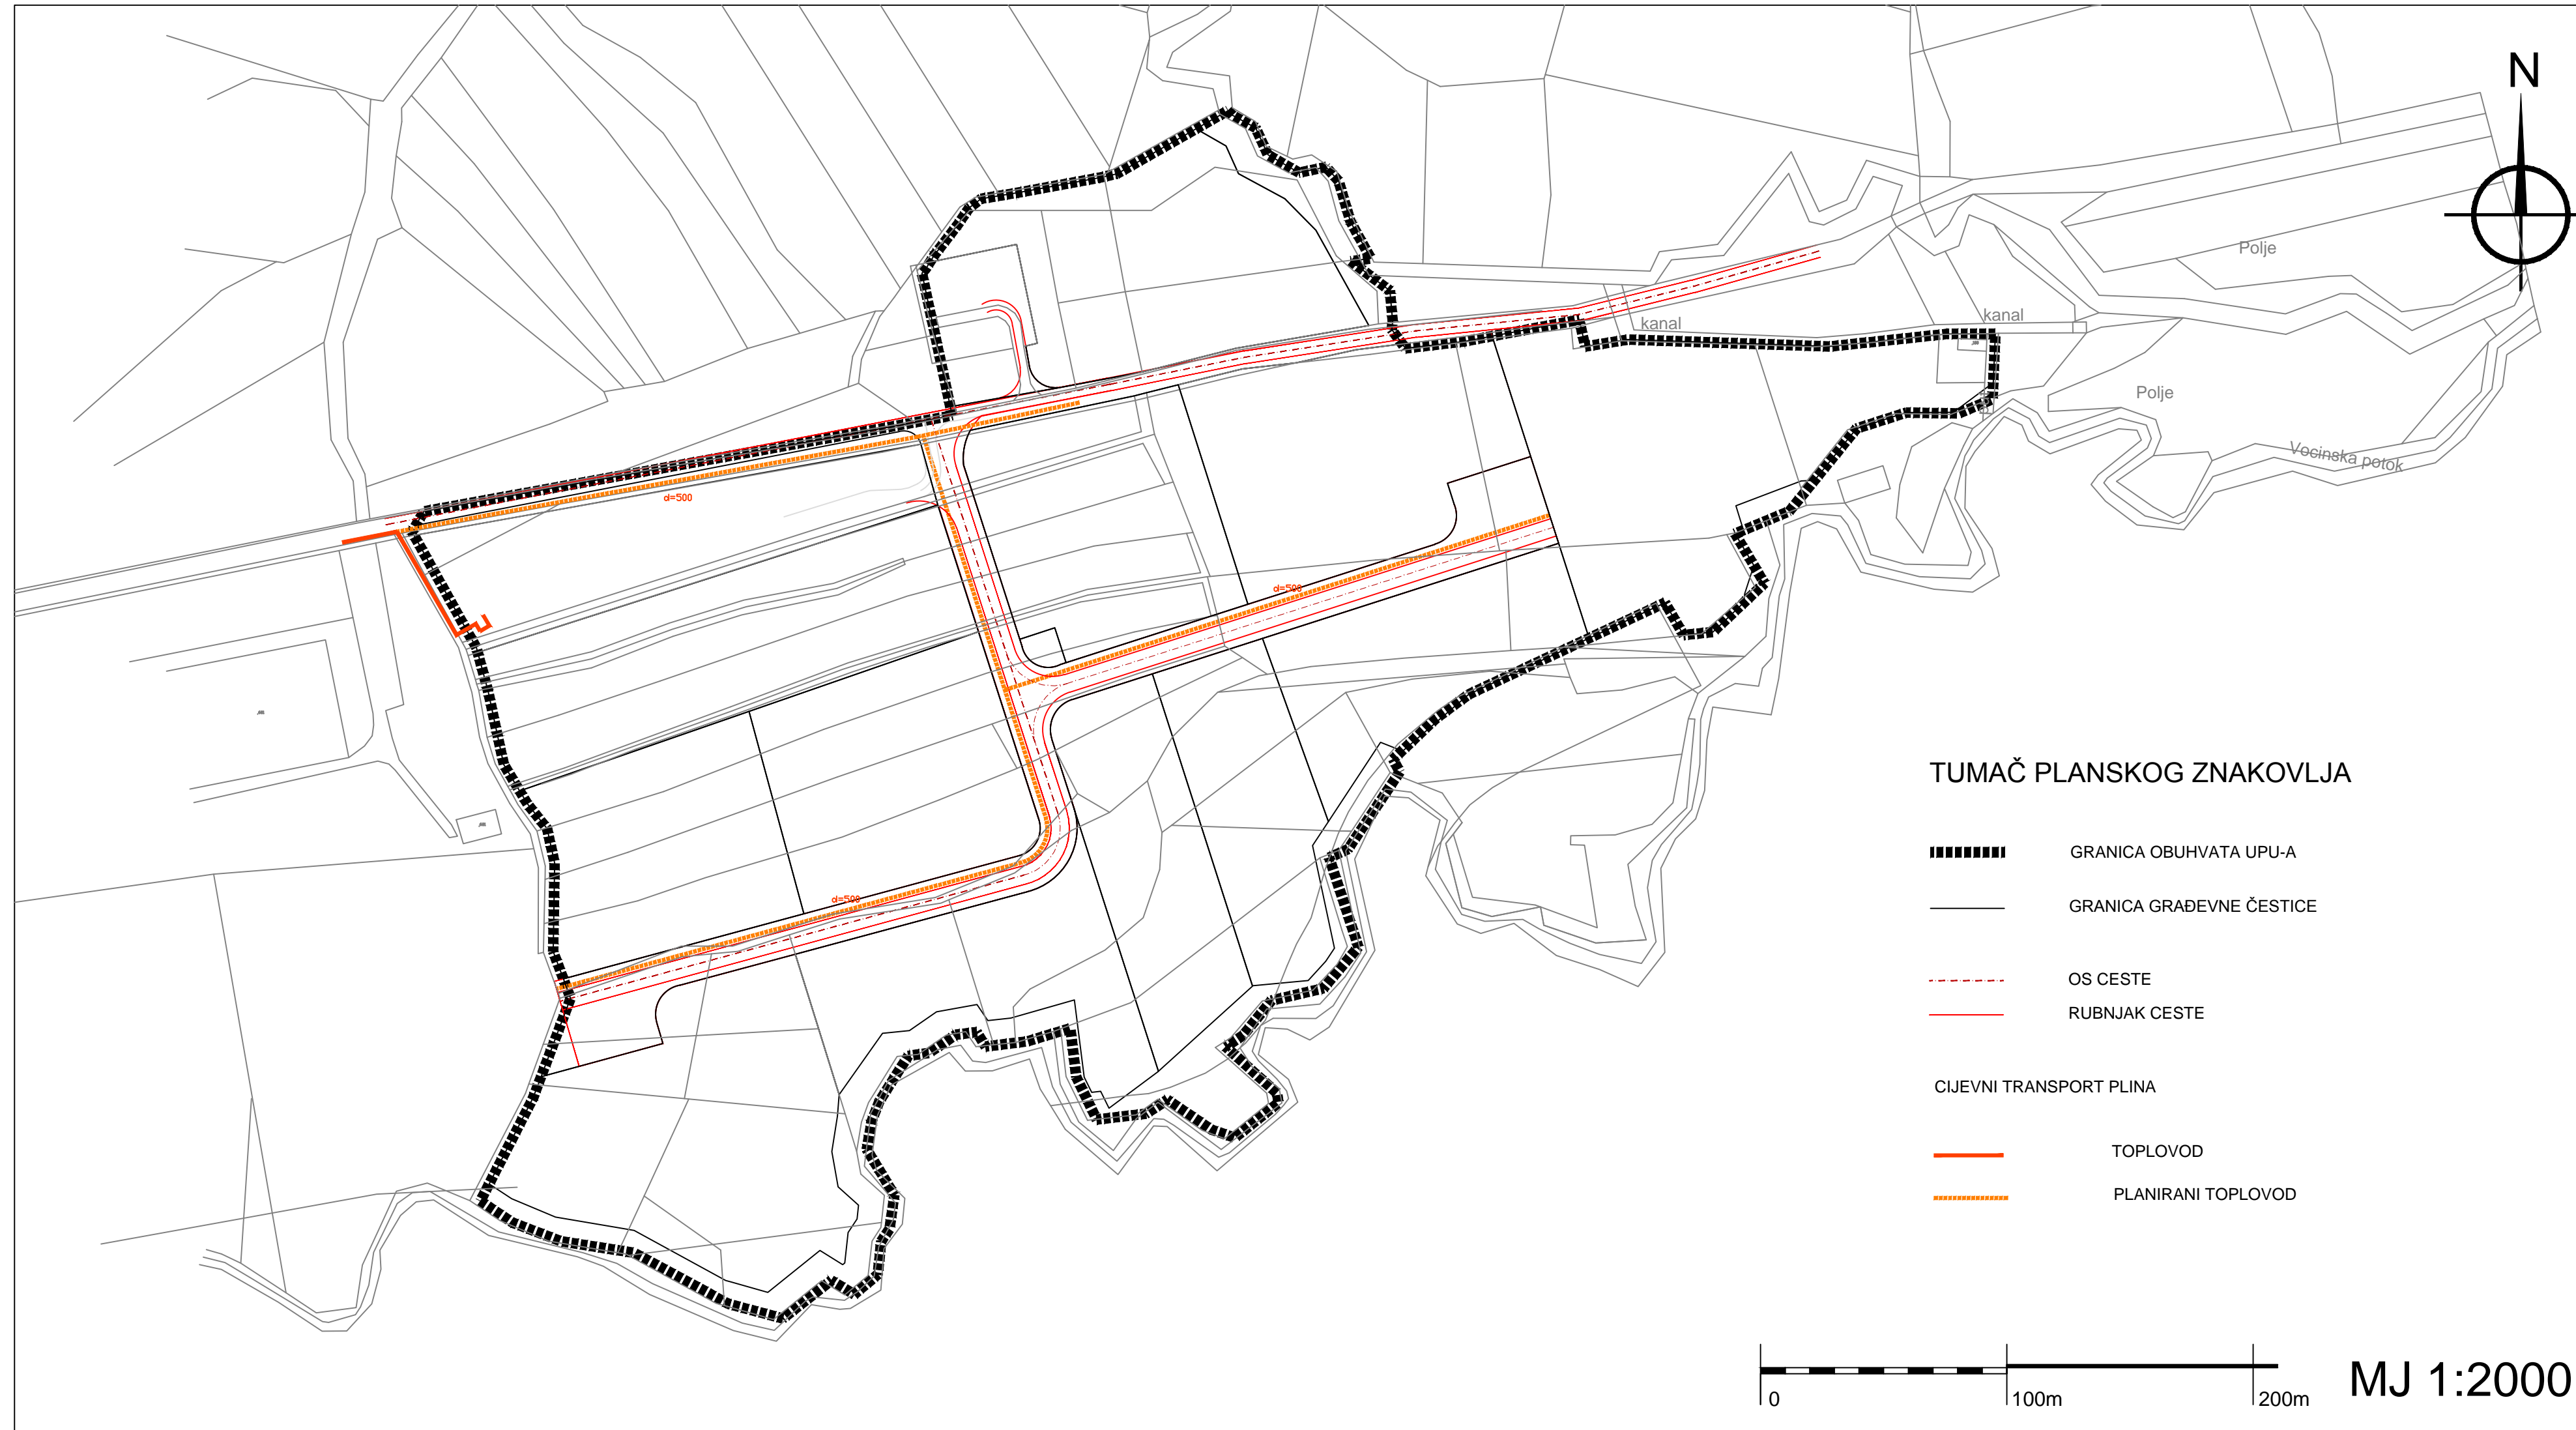 N
Polje
kanal
kanal
Polje
Vocinska potok
d=500
d=500
d=500
TUMAČ PLANSKOG ZNAKOVLJA
GRANICA OBUHVATA UPU-A
GRANICA GRAĐEVNE ČESTICE
OS CESTE
RUBNJAK CESTE
CIJEVNI TRANSPORT PLINA
TOPLOVOD
PLANIRANI TOPLOVOD
0 100m 200m
MJ 1:2000